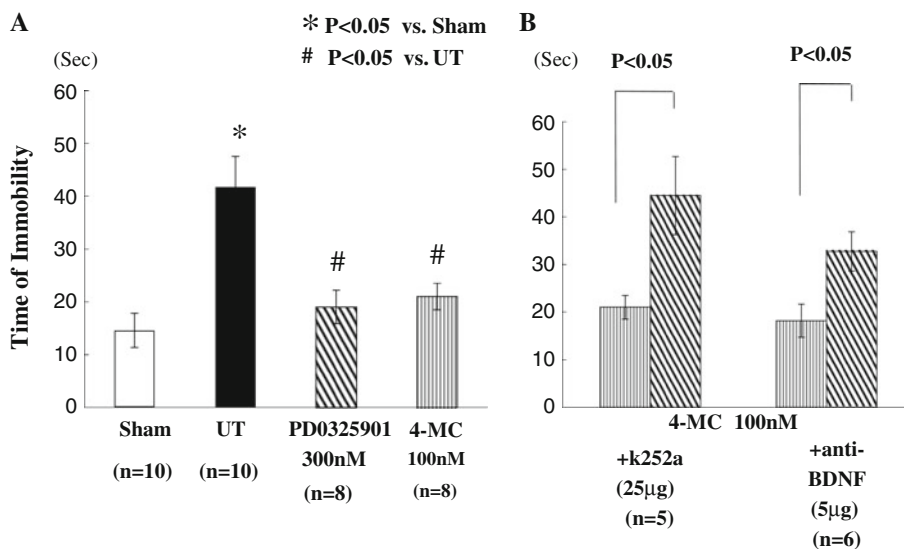 A
* P<0.05 vs. Sham
# P<0.05 vs. UT
(Sec)
Time of Immobility
60
50
40
30
20
10
0
*
#
#
Sham
(n=10)
UT
(n=10)
PD0325901
300nM
(n=8)
4-MC
100nM
(n=8)
B
(Sec)
P<0.05
P<0.05
60
50
40
30
20
10
0
4-MC 100nM
+k252a
(25µg)
(n=5)
+anti-
BDNF
(5µg)
(n=6)